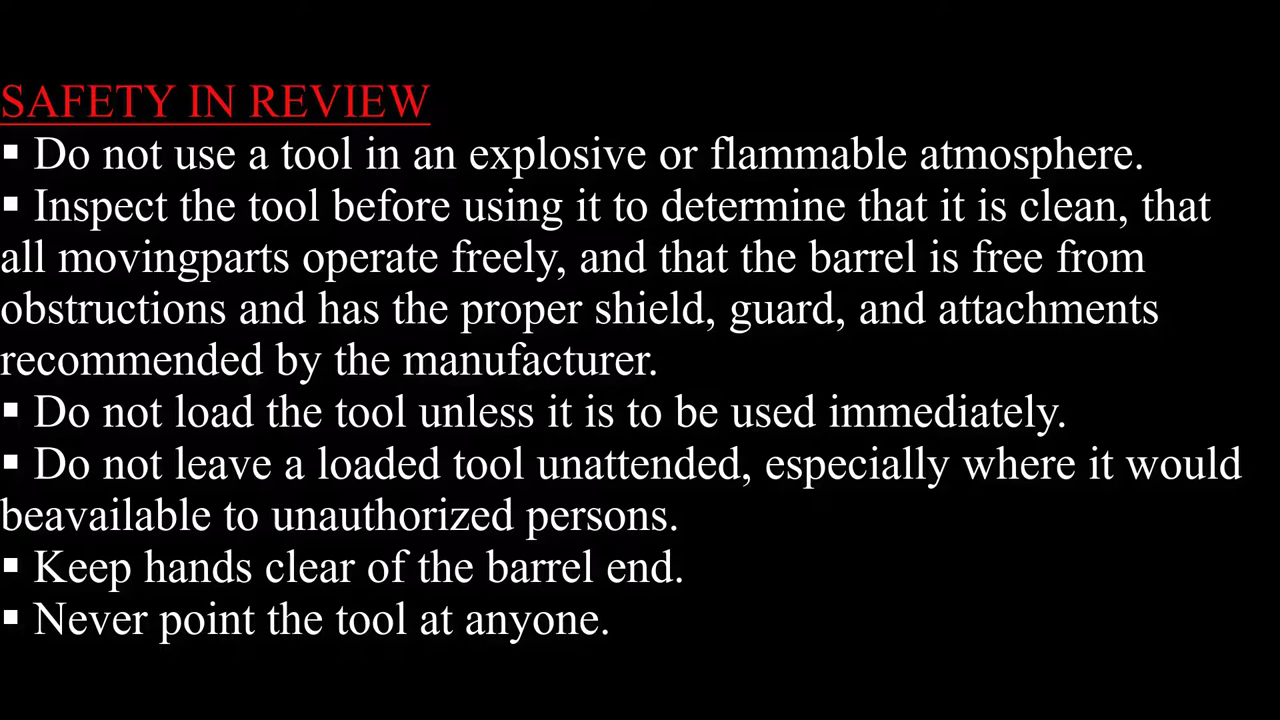 SAFETY IN REVIEW
▪ Do not use a tool in an explosive or flammable atmosphere.
▪ Inspect the tool before using it to determine that it is clean, that
all movingparts operate freely, and that the barrel is free from
obstructions and has the proper shield, guard, and attachments
recommended by the manufacturer.
▪ Do not load the tool unless it is to be used immediately.
▪ Do not leave a loaded tool unattended, especially where it would
beavailable to unauthorized persons.
▪ Keep hands clear of the barrel end.
▪ Never point the tool at anyone.